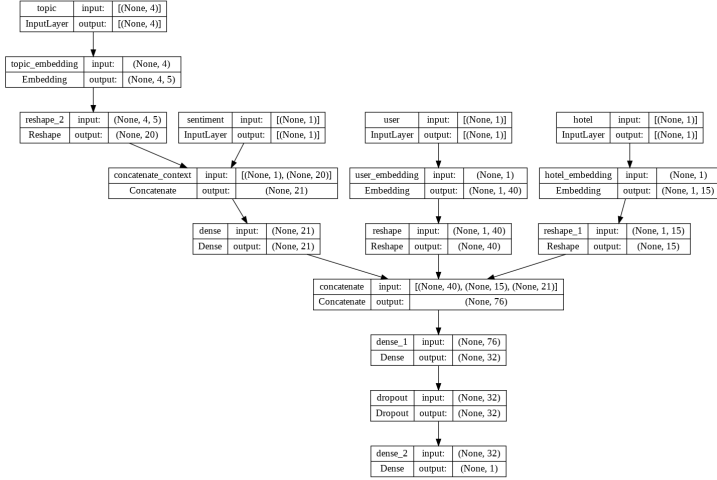 topic input: [(None, 4)]
InputLayer output: [(None, 4)]
topic_embedding input: (None, 4)
Embedding output: (None, 4, 5)
reshape_2 input: (None, 4, 5)
Reshape output: (None, 20)
sentiment input: [(None, 1)]
InputLayer output: [(None, 1)]
user input: [(None, 1)]
InputLayer output: [(None, 1)]
hotel input: [(None, 1)]
InputLayer output: [(None, 1)]
concatenate_context input: [(None, 1), (None, 20)]
Concatenate output: (None, 21)
user_embedding input: (None, 1)
Embedding output: (None, 1, 40)
hotel_embedding input: (None, 1)
Embedding output: (None, 1, 15)
dense input: (None, 21)
Dense output: (None, 21)
reshape input: (None, 1, 40)
Reshape output: (None, 40)
reshape_1 input: (None, 1, 15)
Reshape output: (None, 15)
concatenate input: [(None, 40), (None, 15), (None, 21)]
Concatenate output: (None, 76)
dense_1 input: (None, 76)
Dense output: (None, 32)
dropout input: (None, 32)
Dropout output: (None, 32)
dense_2 input: (None, 32)
Dense output: (None, 1)